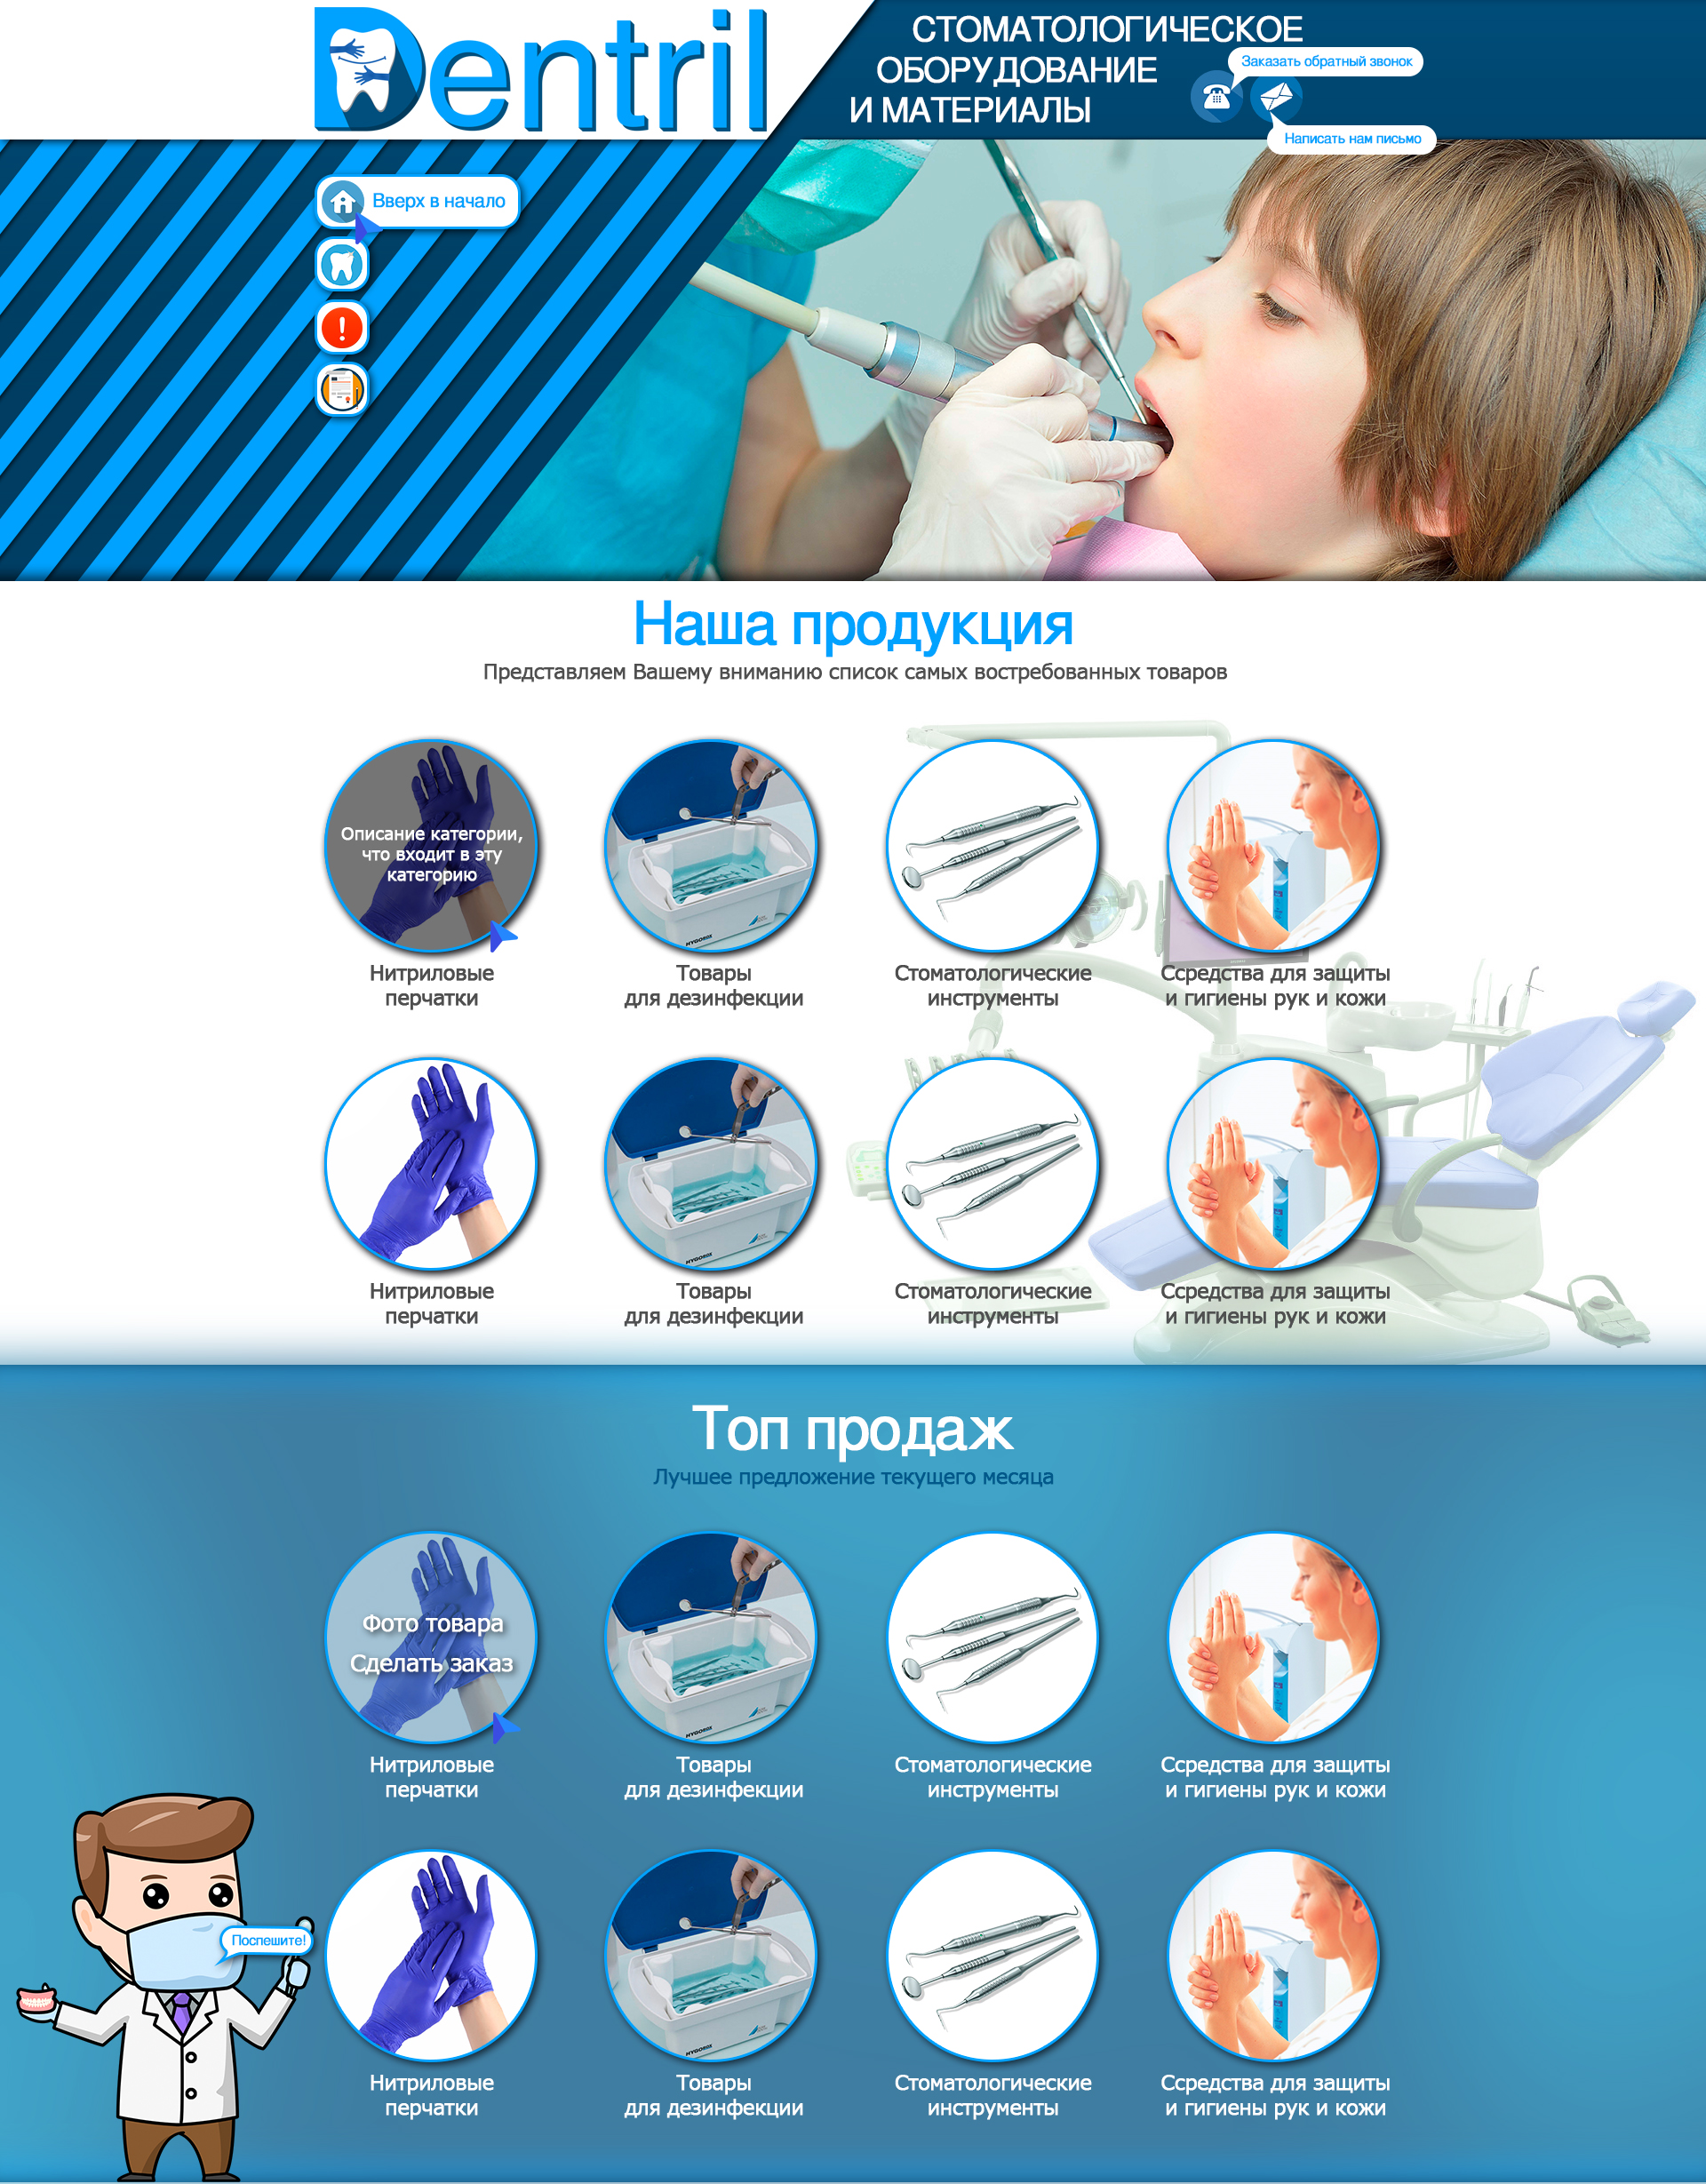 Dentril
СТОМАТОЛОГИЧЕСКОЕ
ОБОРУДОВАНИЕ
И МАТЕРИАЛЫ
Заказать обратный звонок
Написать нам письмо
Вверх в начало
Наша продукция
Представляем Вашему вниманию список самых востребованных товаров
Описание категории,
что входит в эту
категорию
HYGOBOX
Нитриловые
перчатки
Товары
для дезинфекции
Стоматологические
инструменты
Ссредства для защиты
и гигиены рук и кожи
HYGOBOX
Нитриловые
перчатки
Товары
для дезинфекции
Стоматологические
инструменты
Ссредства для защиты
и гигиены рук и кожи
Топ продаж
Лучшее предложение текущего месяца
Фото товара
Сделать заказ
HYGOBOX
Нитриловые
перчатки
Товары
для дезинфекции
Стоматологические
инструменты
Ссредства для защиты
и гигиены рук и кожи
Поспешите!
HYGOBOX
Нитриловые
перчатки
Товары
для дезинфекции
Стоматологические
инструменты
Ссредства для защиты
и гигиены рук и кожи